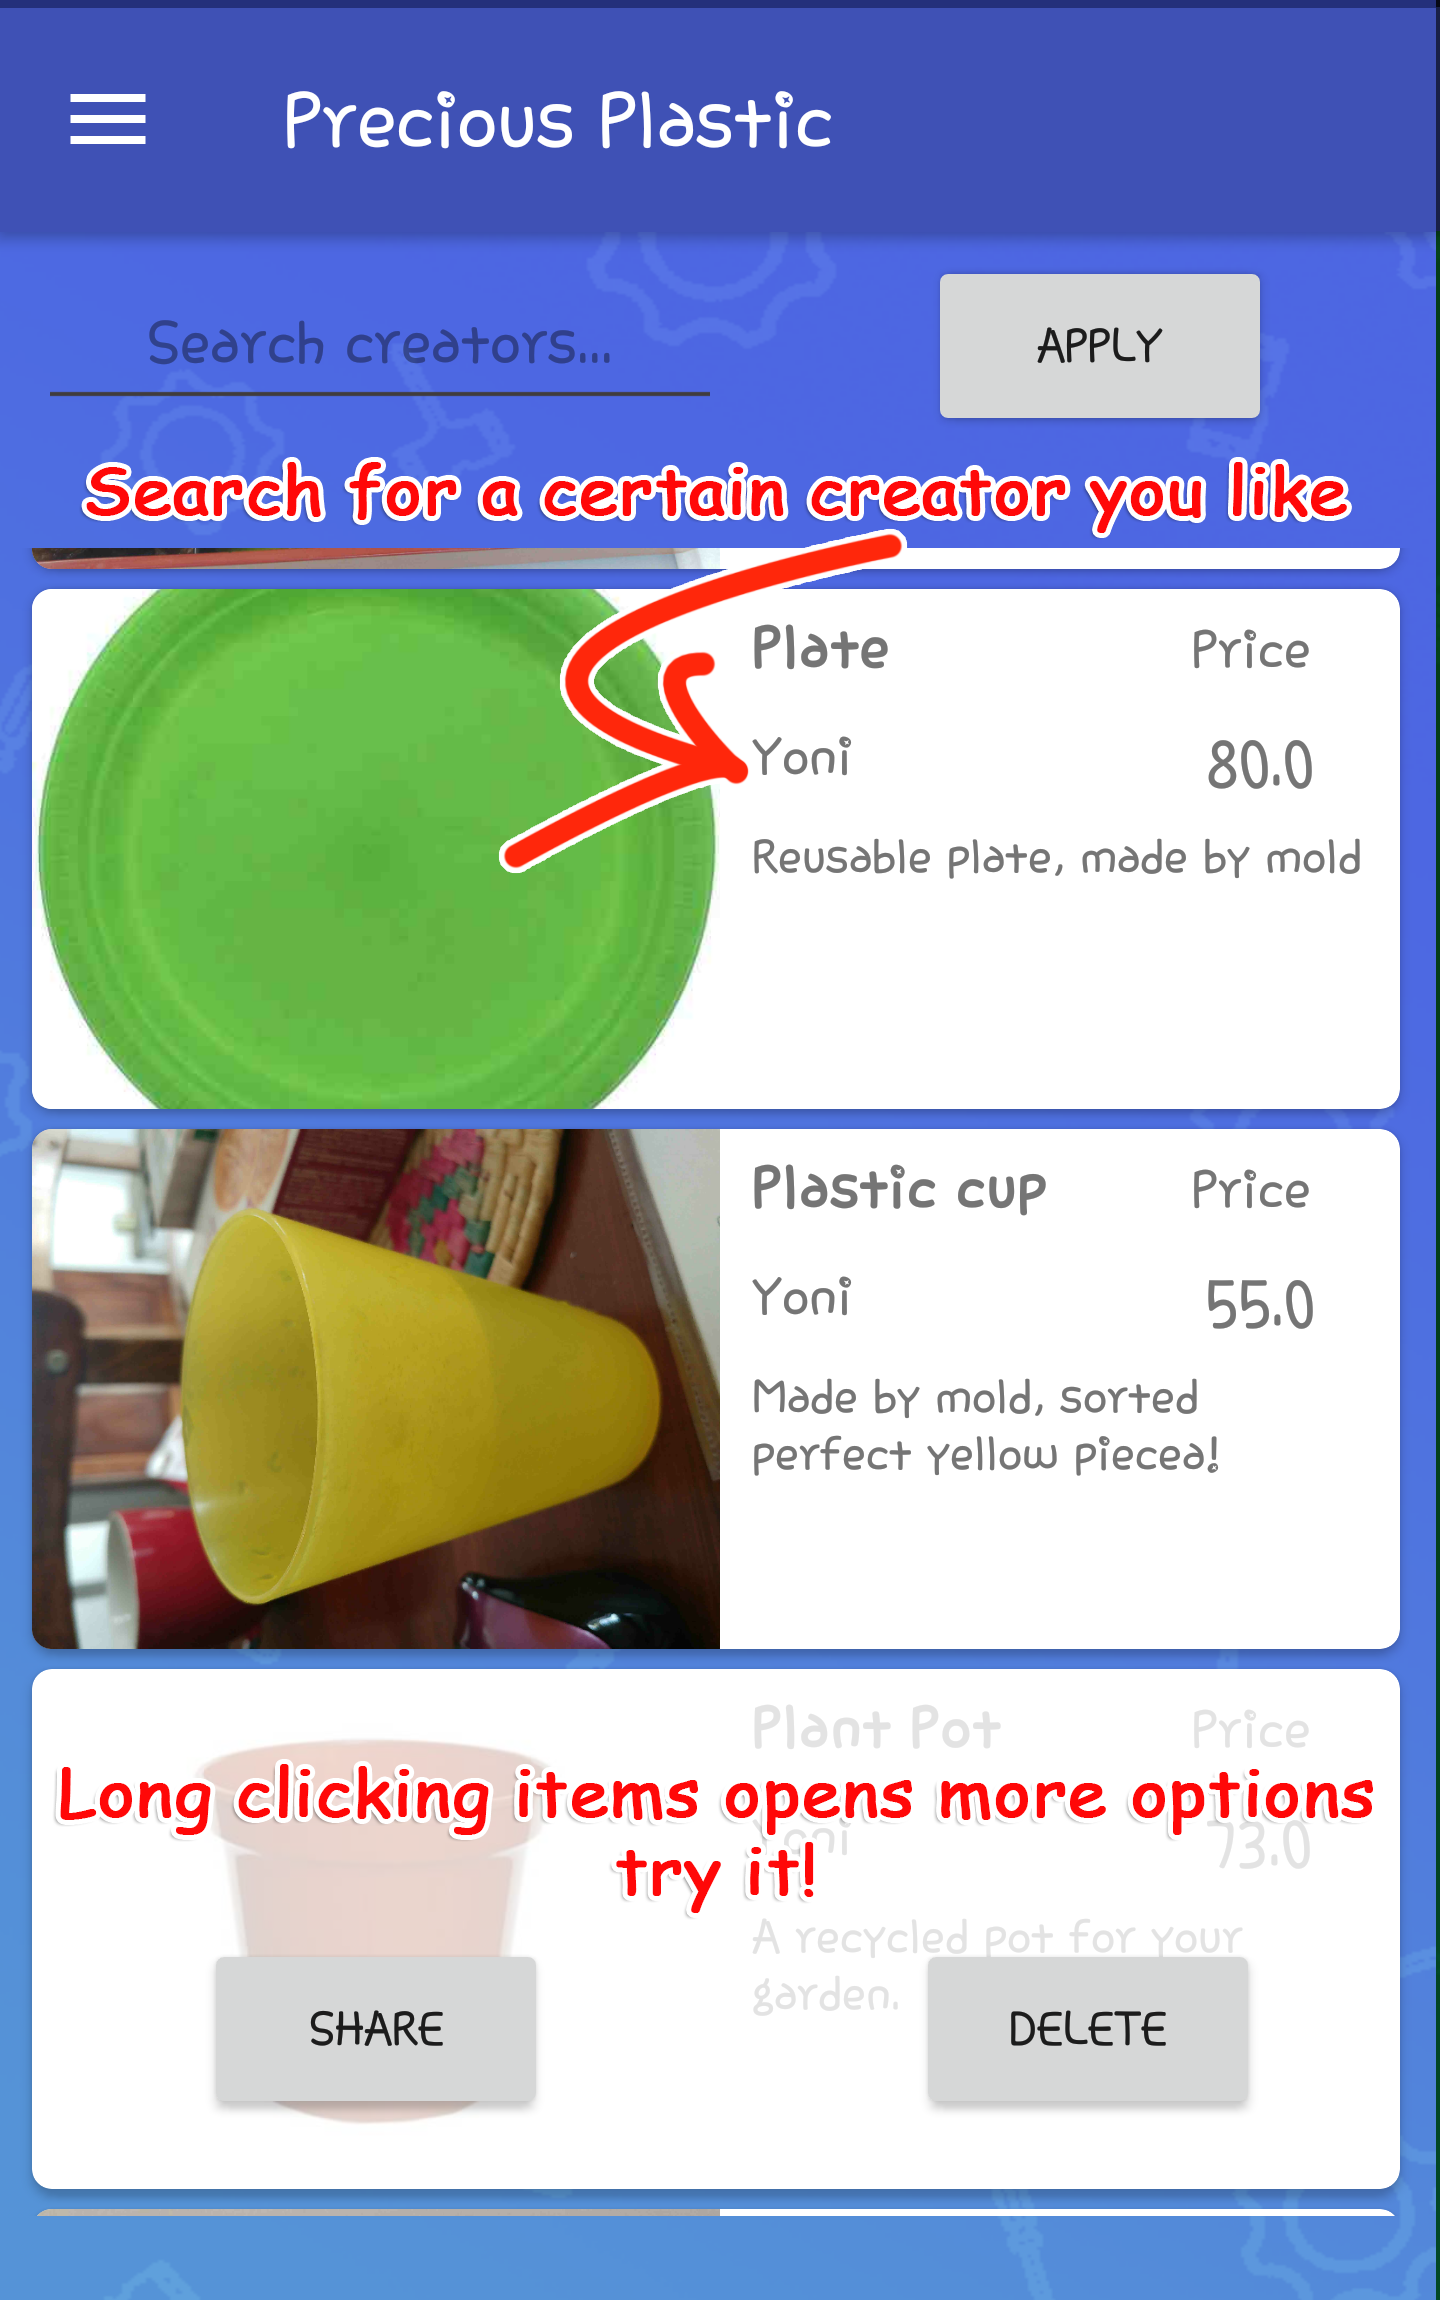 Precious Plastic
Search creators...
APPLY
Search for a certain creator you like
Plate
Price
Yoni
80.0
Reusable plate, made by mold
Plastic cup
Price
Yoni
55.0
Made by mold, sorted
perfect yellow piecea!
Plant Pot
Price
Long clicking items opens more options
try it!
Yoni
73.0
A recycled pot for your
garden.
SHARE
DELETE